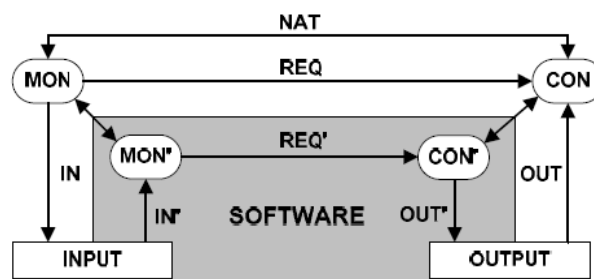 NAT
MON
REQ
CON
MON'
REQ'
CON'
IN
IN'
SOFTWARE
OUT'
OUT
INPUT
OUTPUT